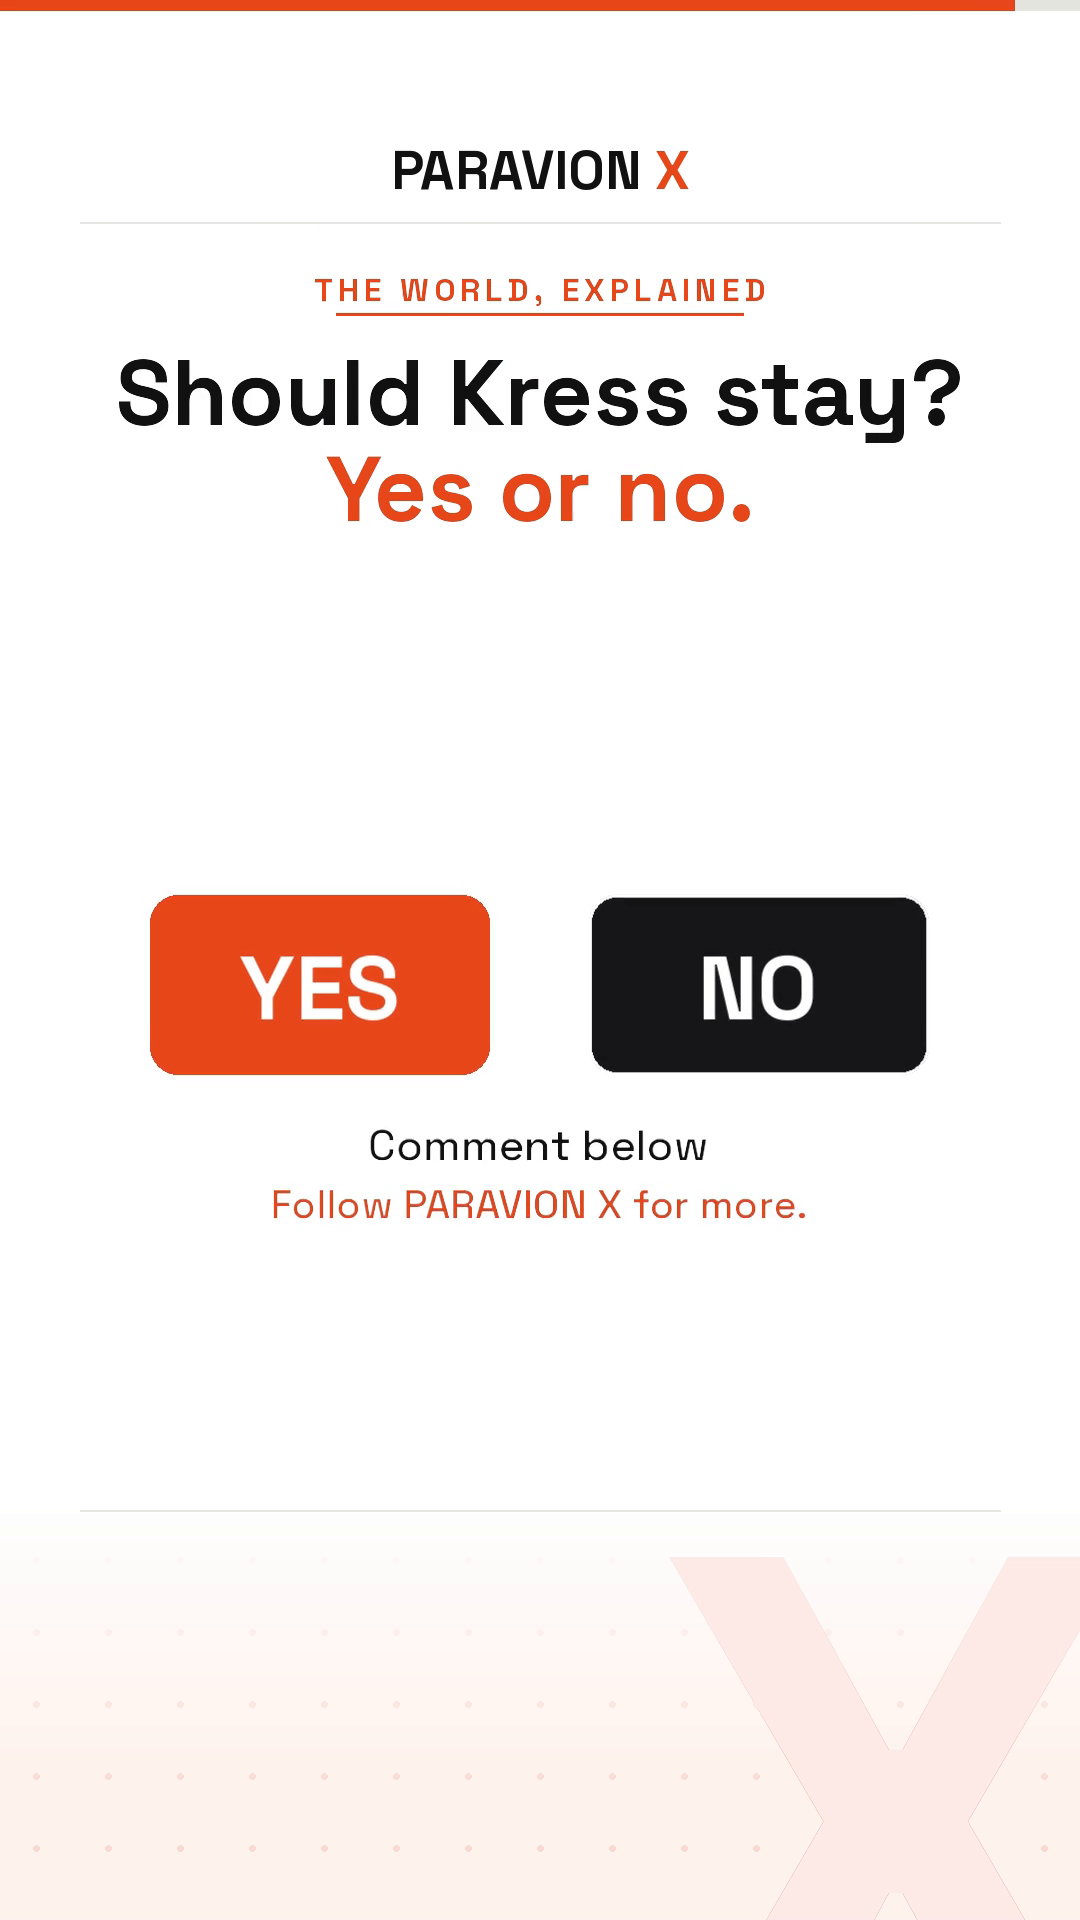 PARAVION X
THE WORLD, EXPLAINED
Should Kress stay?
Yes or no.
YES
NO
Comment below
Follow PARAVION X for more.
X